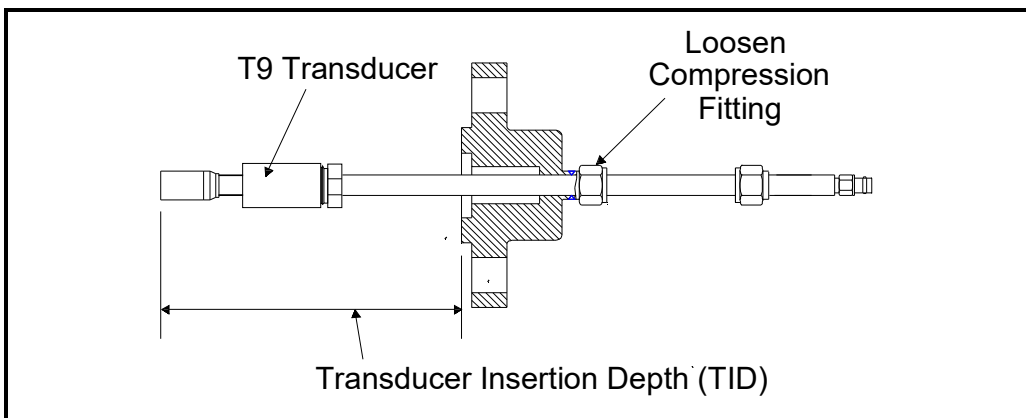 T9 Transducer
Loosen
Compression
Fitting
Transducer Insertion Depth (TID)